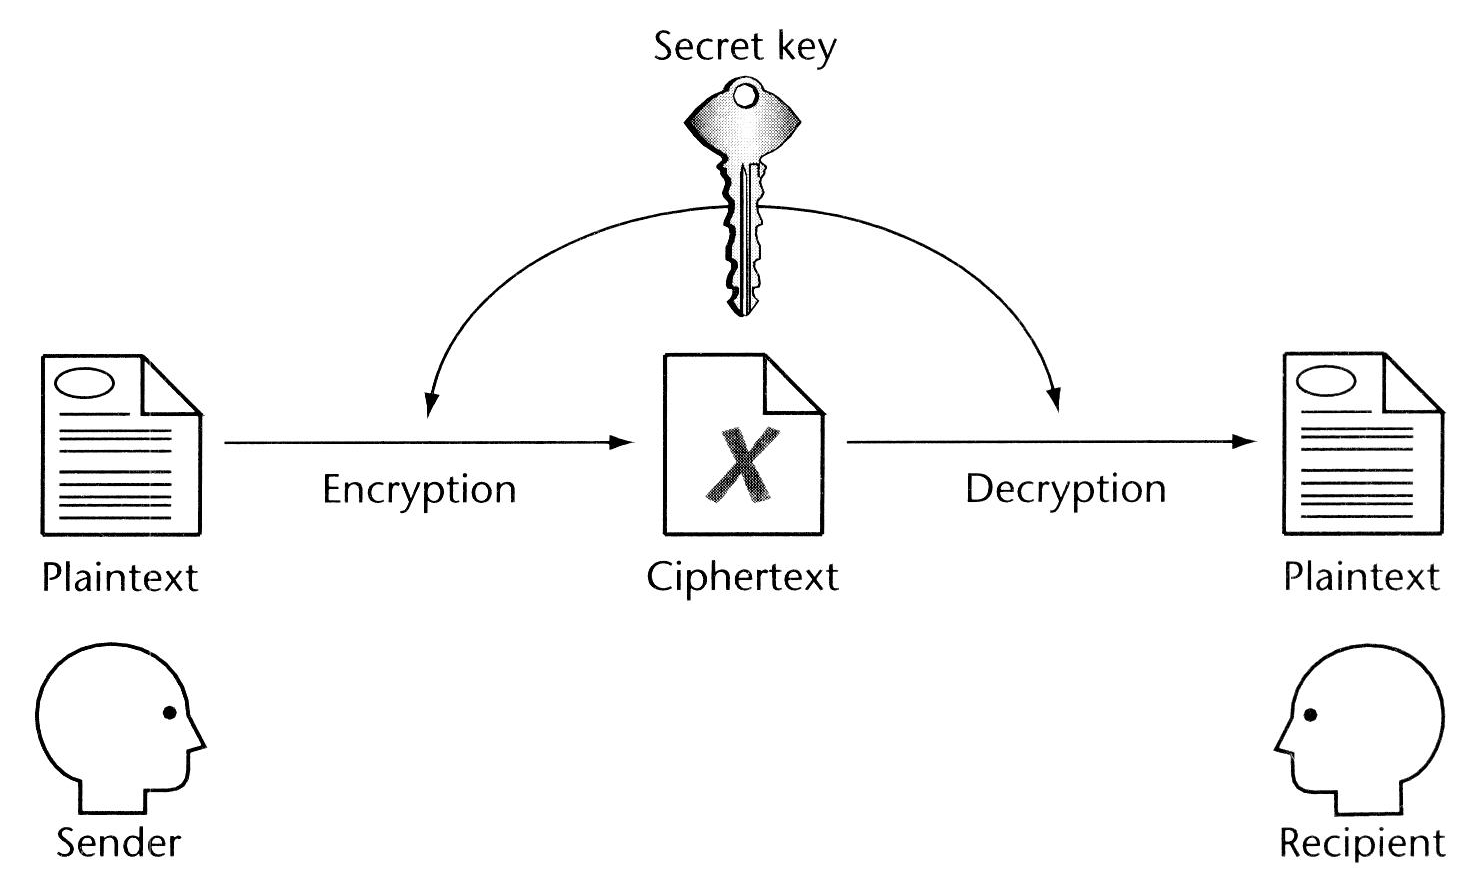 Secret key
Encryption
Decryption
Plaintext
Ciphertext
Plaintext
Sender
Recipient